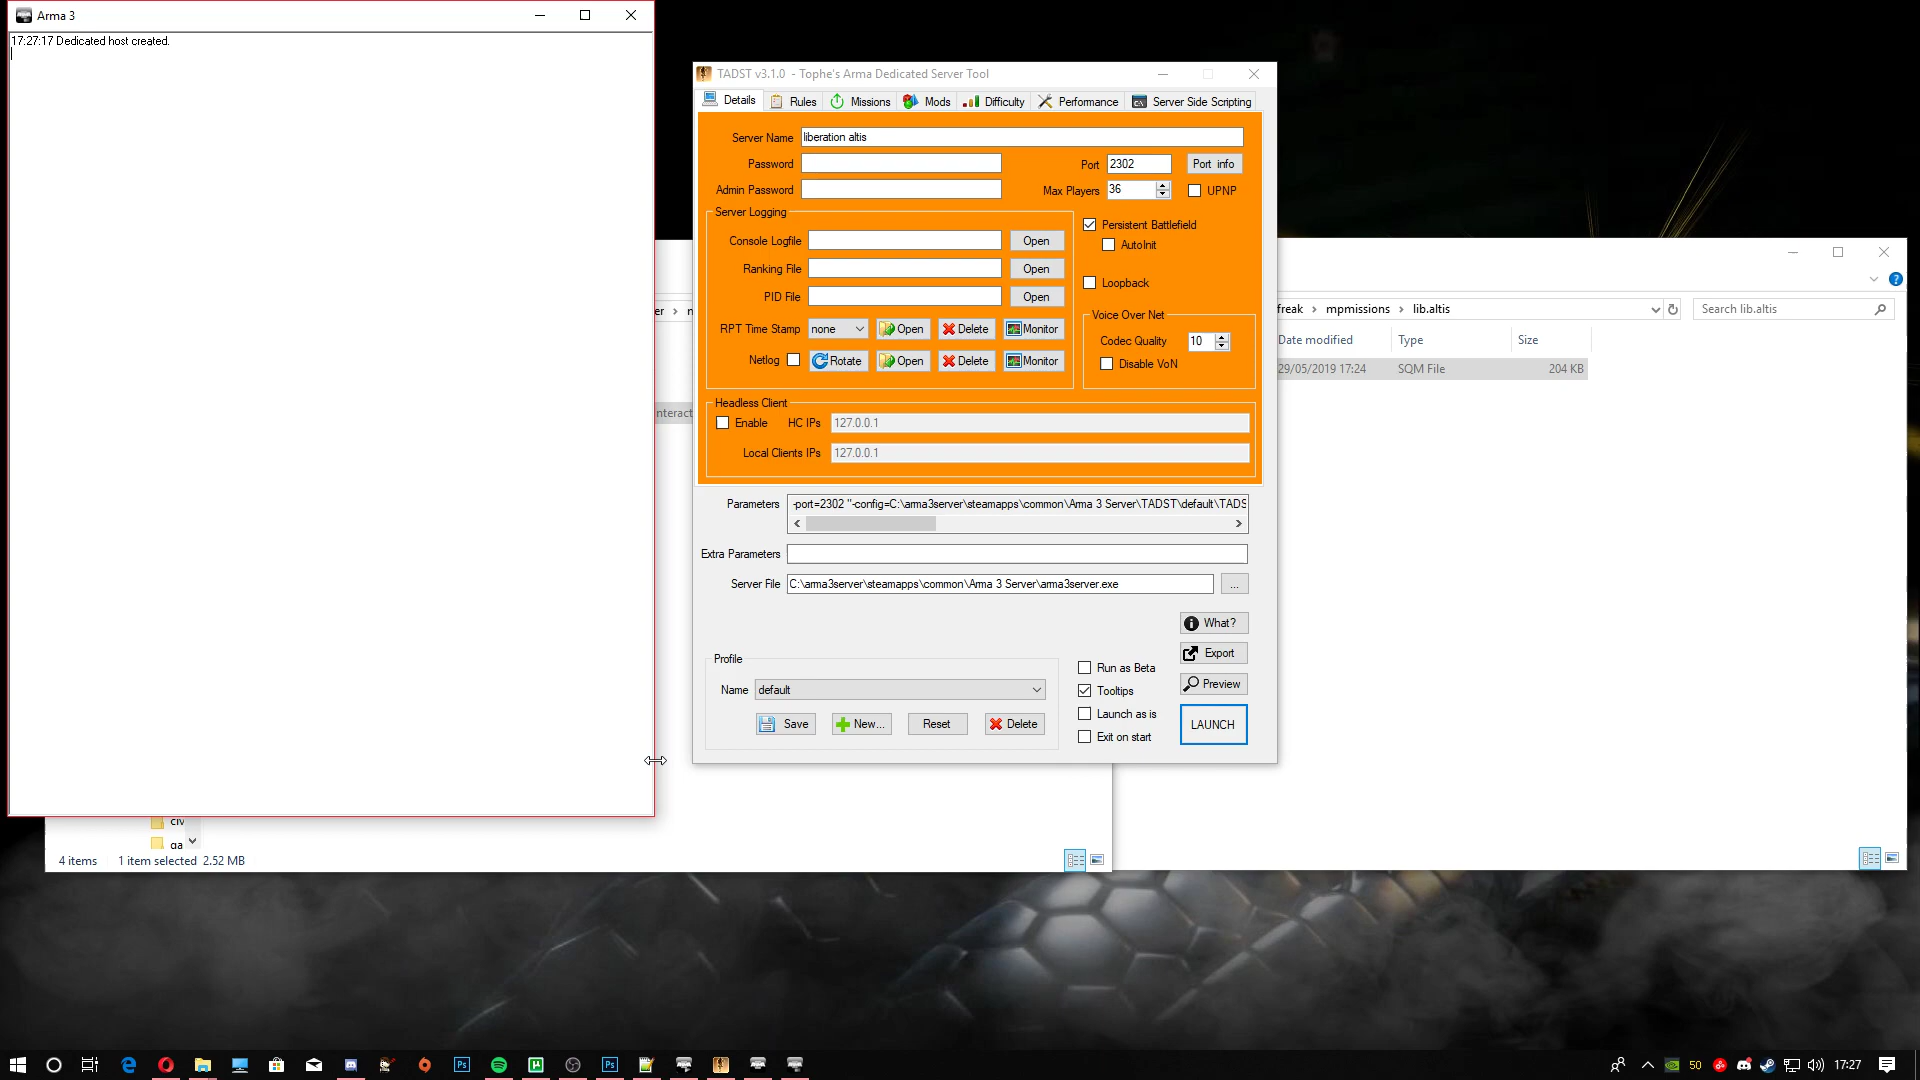 Arma 3
17:27:17 Dedicated host created.
TADST v3.1.0 - Tophe's Arma Dedicated Server Tool
Details
Rules
Missions
Mods
Difficulty
Performance
Server Side Scripting
Server Name
liberation altis
Password
Port
2302
Port info
Admin Password
Max Players
36
UPNP
Server Logging
Console Logfile
Open
Ranking File
Open
PID File
Open
RPT Time Stamp
none
Open
Delete
Monitor
Netlog
Rotate
Open
Delete
Monitor
Persistent Battlefield
AutoInit
Loopback
Voice Over Net
Codec Quality
10
Disable VoN
Headless Client
Enable
HC IPs
127.0.0.1
Local Clients IPs
127.0.0.1
Parameters
-port=2302 "-config=C:\arma3server\steamapps\common\Arma 3 Server\TADST\default\TADS
Extra Parameters
Server File
C:\arma3server\steamapps\common\Arma 3 Server\arma3server.exe
...
What?
Export
Preview
LAUNCH
Profile
Name
default
Save
New...
Reset
Delete
Run as Beta
Tooltips
Launch as is
Exit on start
er > n
nteract
freak > mpmissions > lib.altis
Search lib.altis
Date modified
Type
Size
29/05/2019 17:24
SQM File
204 KB
civ
ga
4 items
1 item selected 2.52 MB
50
17:27